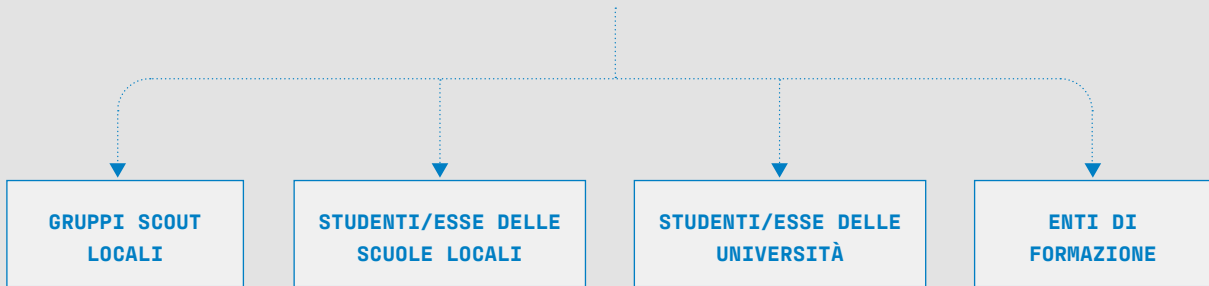 GRUPPI SCOUT
LOCALI
STUDENTI/ESSE DELLE
SCUOLE LOCALI
STUDENTI/ESSE DELLE
UNIVERSITÀ
ENTI DI
FORMAZIONE